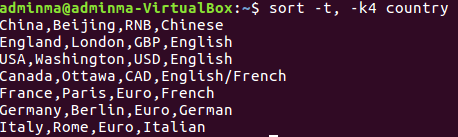 adminma@adminma-VirtualBox:~$ sort -t, -k4 country
China,Beijing,RNB,Chinese
England,London,GBP,English
USA,Washington,USD,English
Canada,Ottawa,CAD,English/French
France,Paris,Euro,French
Germany,Berlin,Euro,German
Italy,Rome,Euro,Italian